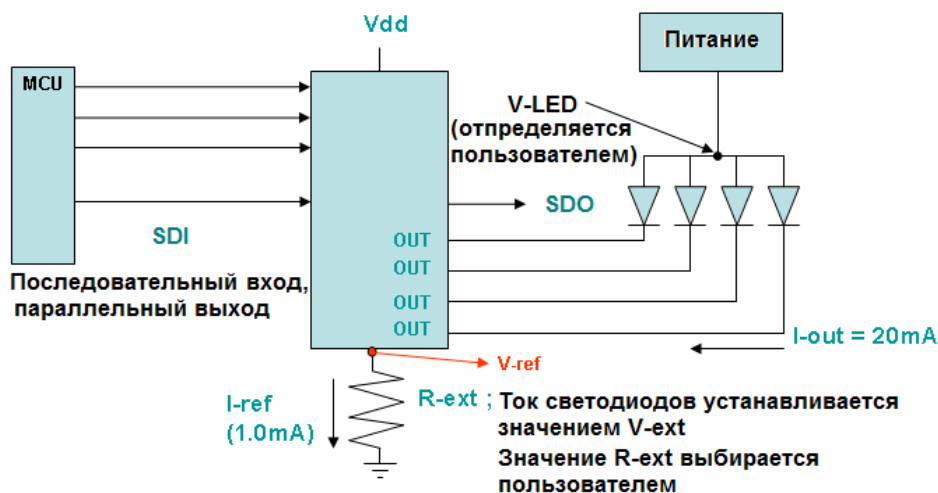 Vdd
Питание
MCU
V-LED
(отпределяется
пользователем)
SDO
SDI
OUT
OUT
OUT
OUT
Последовательный вход,
параллельный выход
I-out = 20mA
V-ref
I-ref
(1.0mA)
R-ext ; Ток светодиодов устанавливается
значением V-ext
Значение R-ext выбирается
пользователем